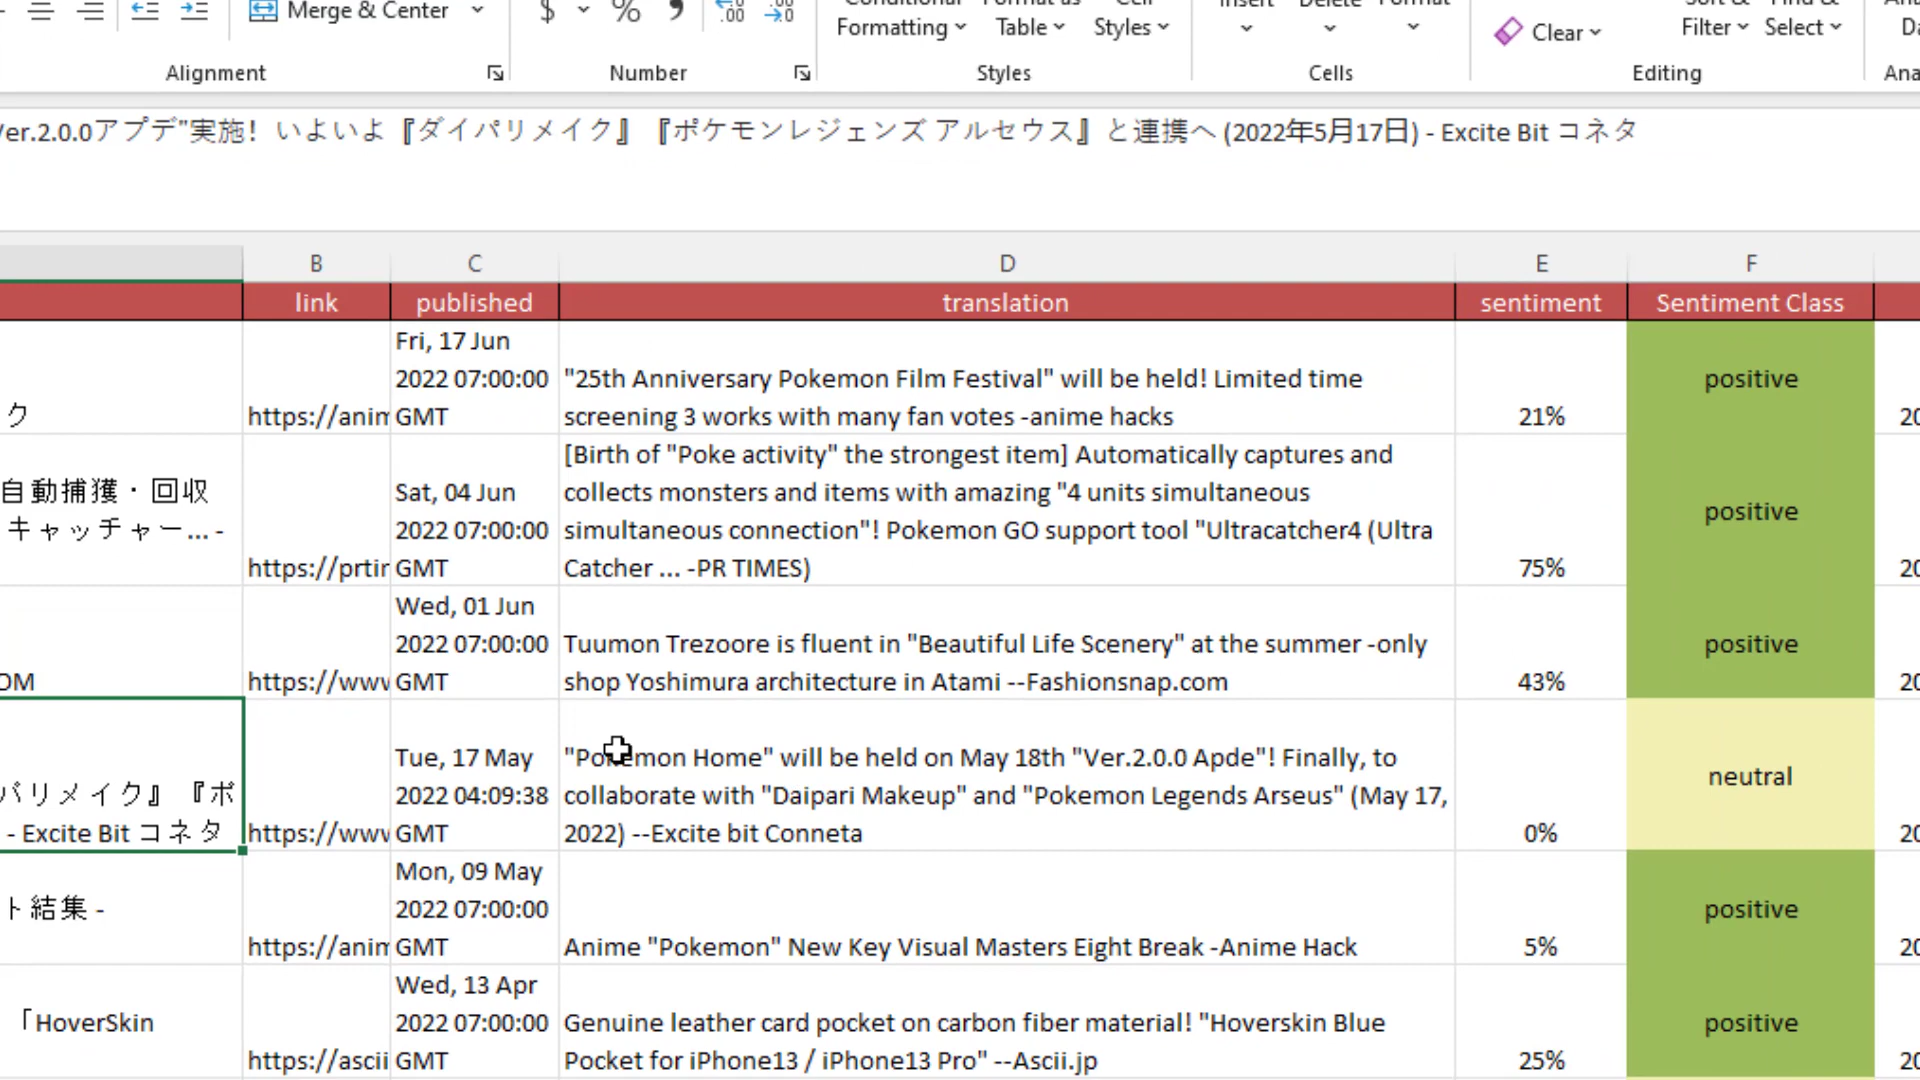 Merge & Center
$ % 9 .00
Formatting Table Styles
Clear
Filter Select
Alignment Number Styles Cells Editing
er.2.0.0アプデ"実施！いよいよ『ダイパリメイク』『ポケモンレジェンズ アルセウス』と連携へ (2022年5月17日) - Excite Bit コネタ
B C D E F
link published translation sentiment Sentiment Class
Fri, 17 Jun
2022 07:00:00 "25th Anniversary Pokemon Film Festival" will be held! Limited time positive
ク https://anim GMT screening 3 works with many fan votes -anime hacks 21% 20
[Birth of "Poke activity" the strongest item] Automatically captures and
自動捕獲・回収 Sat, 04 Jun collects monsters and items with amazing "4 units simultaneous positive
キャッチャー... - 2022 07:00:00 simultaneous connection"! Pokemon GO support tool "Ultracatcher4 (Ultra
https://prtir GMT Catcher ... -PR TIMES) 75% 20
Wed, 01 Jun
2022 07:00:00 Tuumon Trezoore is fluent in "Beautiful Life Scenery" at the summer -only positive
OM https://www GMT shop Yoshimura architecture in Atami --Fashionsnap.com 43% 20
Tue, 17 May "Pokemon Home" will be held on May 18th "Ver.2.0.0 Apde"! Finally, to neutral
パリメイク』『ポ 2022 04:09:38 collaborate with "Daipari Makeup" and "Pokemon Legends Arseus" (May 17,
- Excite Bit コネタ https://www GMT 2022) --Excite bit Conneta 0% 20
Mon, 09 May
ト結集 - 2022 07:00:00 positive
https://anim GMT Anime "Pokemon" New Key Visual Masters Eight Break -Anime Hack 5% 20
Wed, 13 Apr
「HoverSkin 2022 07:00:00 Genuine leather card pocket on carbon fiber material! "Hoverskin Blue positive
https://ascii GMT Pocket for iPhone13 / iPhone13 Pro" --Ascii.jp 25% 20